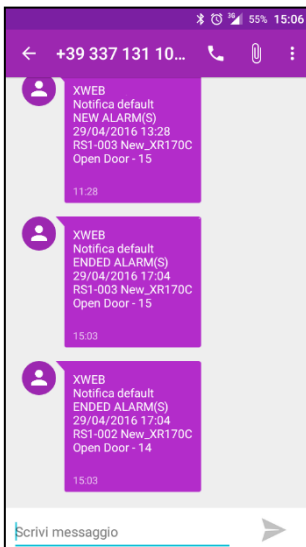 3G 55% 15:06
+39 337 131 10...
XWEB
Notifica default
NEW ALARM(S)
29/04/2016 13:28
RS1-003 New_XR170C
Open Door - 15
11:28
XWEB
Notifica default
ENDED ALARM(S)
29/04/2016 17:04
RS1-003 New_XR170C
Open Door - 15
15:03
XWEB
Notifica default
ENDED ALARM(S)
29/04/2016 17:04
RS1-002 New_XR170C
Open Door - 14
15:03
Scrivi messaggio